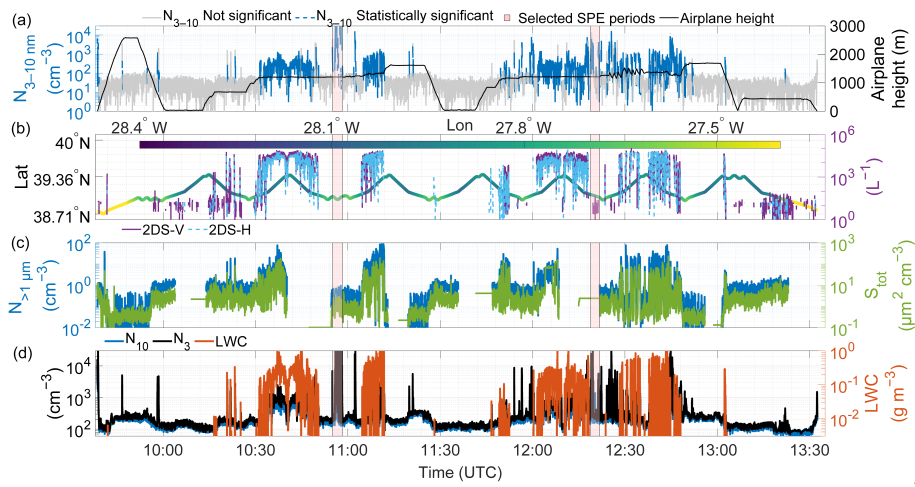 (a) N3–10 Not significant N3–10 Statistically significant Selected SPE periods Airplane height
N3–10 nm (cm−3)
10^4
10^3
10^2
10^1
10^0
3000
2000
1000
0
Airplane height (m)
(b) 28.4° W 28.1° W Lon 27.8° W 27.5° W
Lat
40° N
39.36° N
38.71° N
10^6
10^3
10^0
(L−1)
2DS-V 2DS-H
(c)
N>1 µm (cm−3)
10^2
10^0
10^−2
10^3
10^1
10^−1
Stot (µm2 cm−3)
N10 N3 LWC
(d)
(cm−3)
10^4
10^3
10^2
10^0
10^−1
10^−2
LWC (g m−3)
10:00 10:30 11:00 11:30 12:00 12:30 13:00 13:30
Time (UTC)